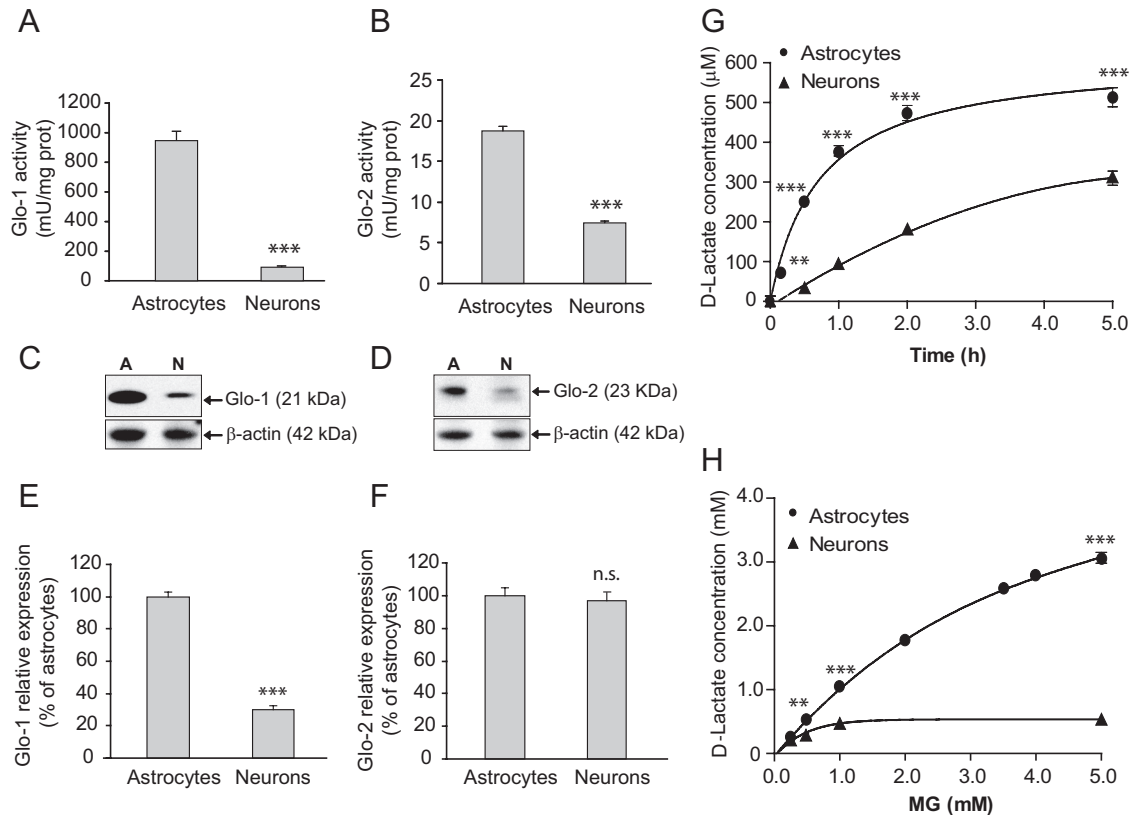 A
Glo-1 activity
(mU/mg prot)
1200
1000
800
600
400
200
0
***
Astrocytes
Neurons
B
Glo-2 activity
(mU/mg prot)
25
20
15
10
5
0
***
Astrocytes
Neurons
C
A
N
Glo-1 (21 kDa)
β-actin (42 kDa)
D
A
N
Glo-2 (23 KDa)
β-actin (42 kDa)
E
Glo-1 relative expression
(% of astrocytes)
120
100
80
60
40
20
0
***
Astrocytes
Neurons
F
Glo-2 relative expression
(% of astrocytes)
120
100
80
60
40
20
0
n.s.
Astrocytes
Neurons
G
D-Lactate concentration (μM)
600
500
400
300
200
100
0
Astrocytes
Neurons
***
**
***
***
***
0
1.0
2.0
3.0
4.0
5.0
Time (h)
H
D-Lactate concentration (mM)
4.0
3.0
2.0
1.0
0
Astrocytes
Neurons
**
***
***
0.0
1.0
2.0
3.0
4.0
5.0
MG (mM)